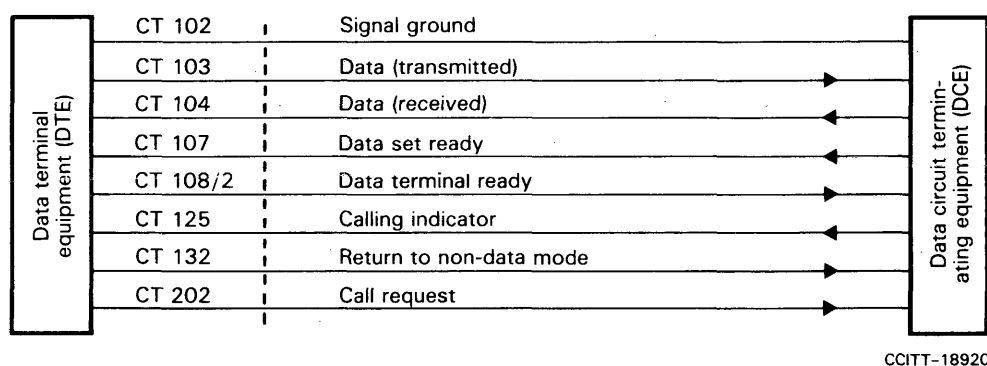 Data terminal
equipment (DTE)
CT 102 Signal ground
CT 103 Data (transmitted)
CT 104 Data (received)
CT 107 Data set ready
CT 108/2 Data terminal ready
CT 125 Calling indicator
CT 132 Return to non-data mode
CT 202 Call request
Data circuit termin-
ating equipment (DCE)
CCITT-18920